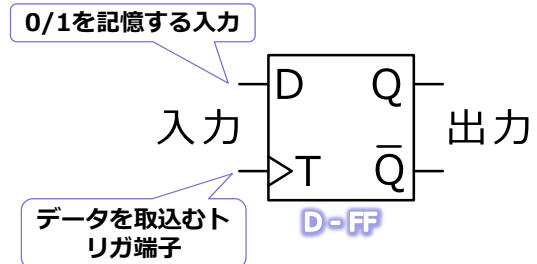 0/1を記憶する入力
D
Q
入力
出力
T
Q̅
データを取込むト
リガ端子
D-FF